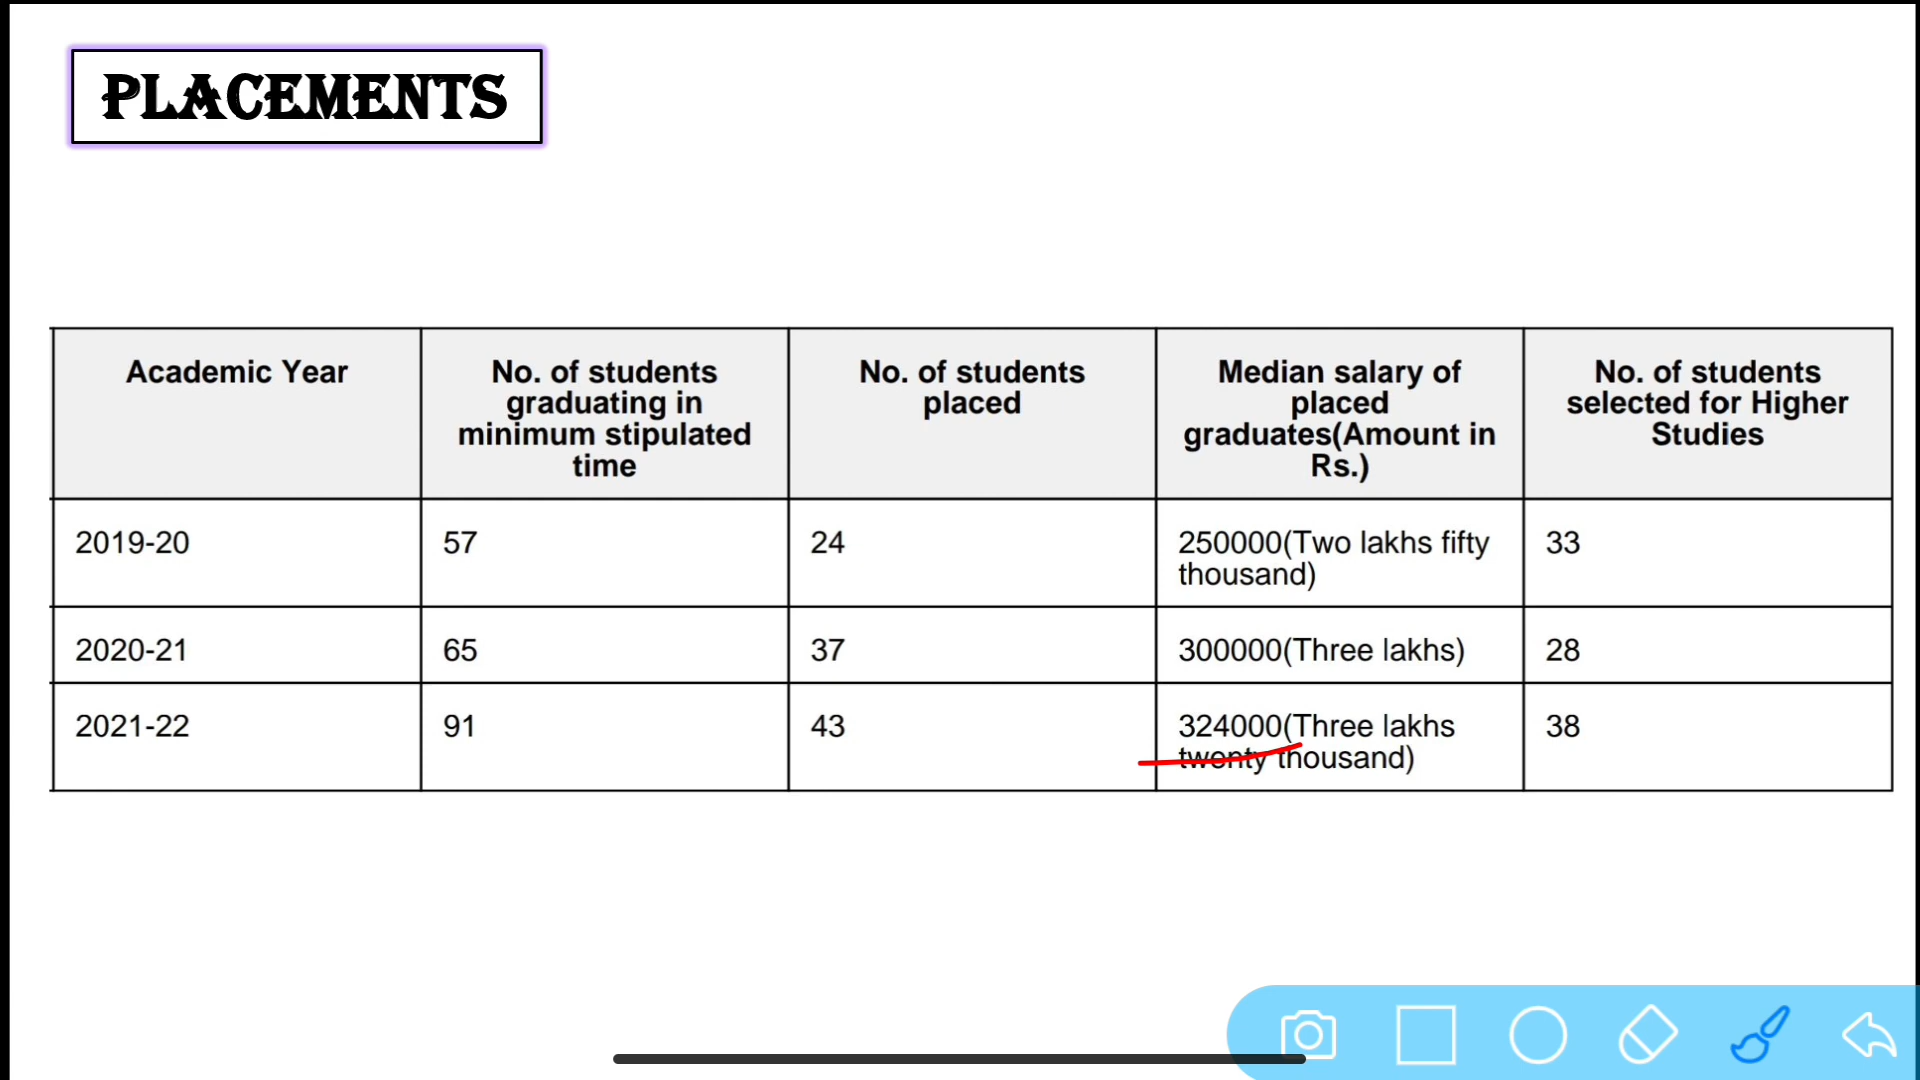 PLACEMENTS
Academic Year
No. of students
graduating in
minimum stipulated
time
No. of students
placed
Median salary of
placed
graduates(Amount in
Rs.)
No. of students
selected for Higher
Studies
2019-20
57
24
250000(Two lakhs fifty
thousand)
33
2020-21
65
37
300000(Three lakhs)
28
2021-22
91
43
324000(Three lakhs
twenty thousand)
38